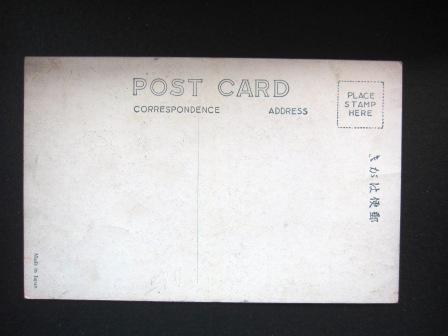 POST CARD
CORRESPONDENCE
ADDRESS
PLACE
STAMP
HERE
きがは便郵
Made in Japan